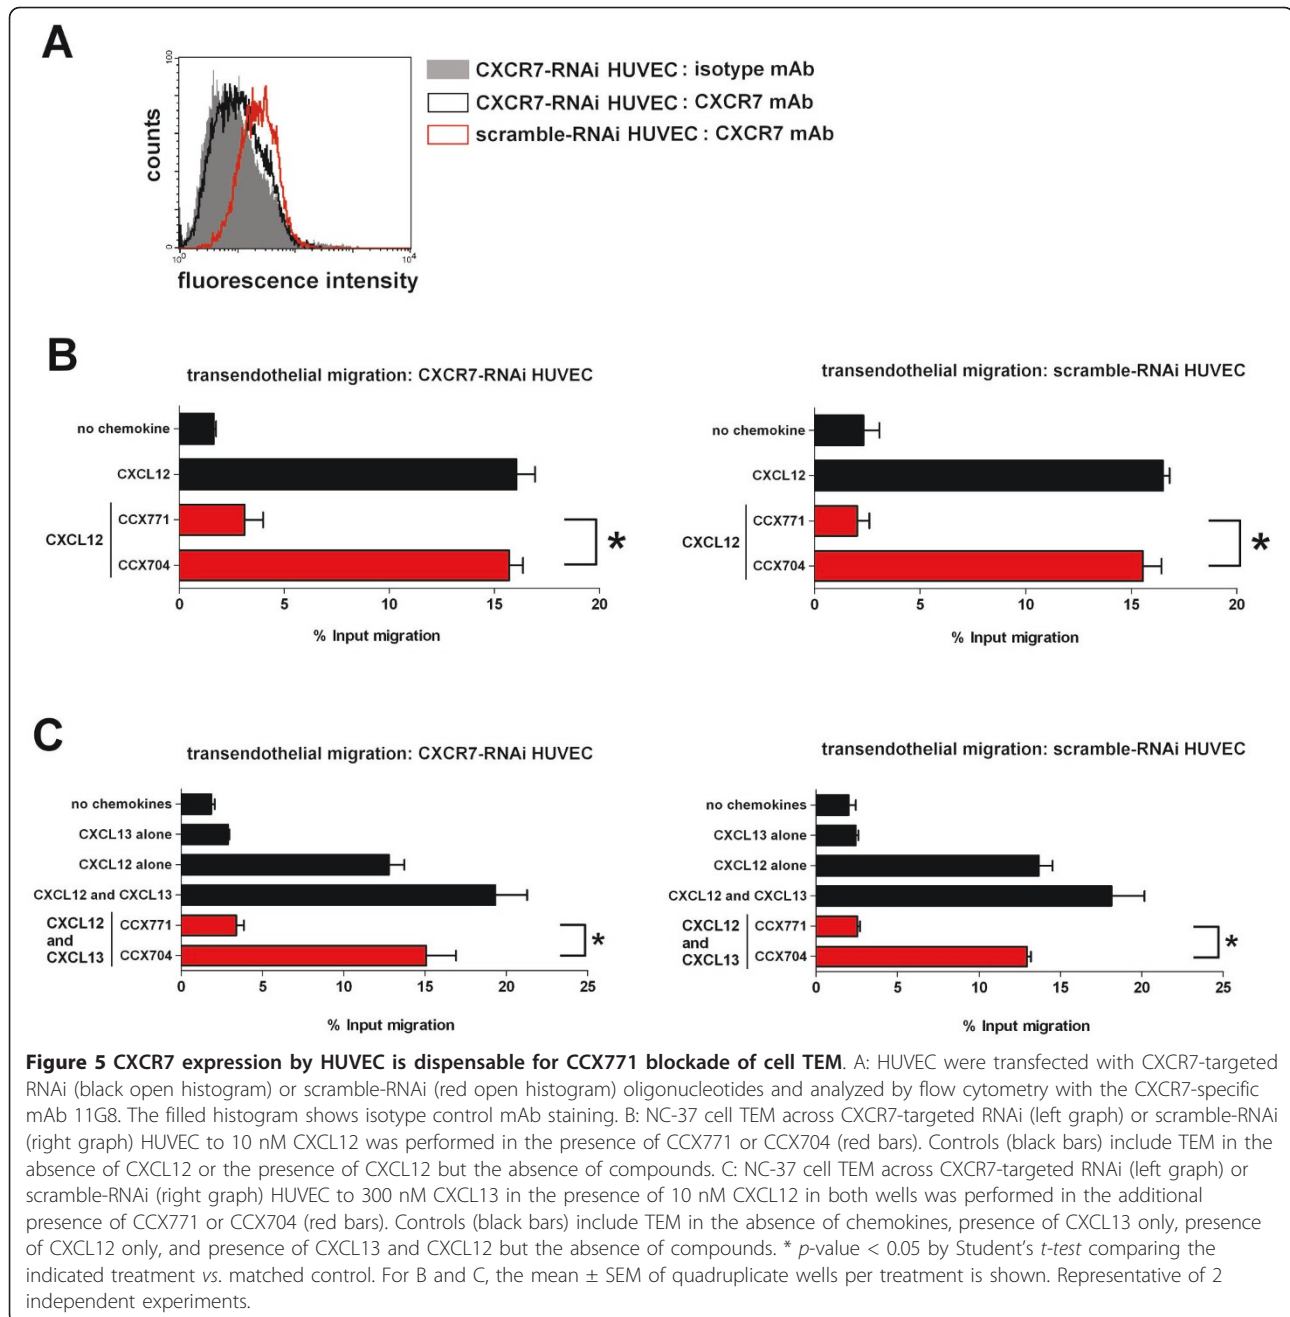 A
100
counts
0
10⁰
10⁴
fluorescence intensity
CXCR7-RNAi HUVEC : isotype mAb
CXCR7-RNAi HUVEC : CXCR7 mAb
scramble-RNAi HUVEC : CXCR7 mAb
B
transendothelial migration: CXCR7-RNAi HUVEC
no chemokine
CXCL12
CXCL12
CCX771
CCX704
*
0 5 10 15 20
% Input migration
transendothelial migration: scramble-RNAi HUVEC
no chemokine
CXCL12
CXCL12
CCX771
CCX704
*
0 5 10 15 20
% Input migration
C
transendothelial migration: CXCR7-RNAi HUVEC
no chemokines
CXCL13 alone
CXCL12 alone
CXCL12 and CXCL13
CXCL12
and
CXCL13
CCX771
CCX704
*
0 5 10 15 20 25
% Input migration
transendothelial migration: scramble-RNAi HUVEC
no chemokines
CXCL13 alone
CXCL12 alone
CXCL12 and CXCL13
CXCL12
and
CXCL13
CCX771
CCX704
*
0 5 10 15 20 25
% Input migration
Figure 5 CXCR7 expression by HUVEC is dispensable for CCX771 blockade of cell TEM. A: HUVEC were transfected with CXCR7-targeted
RNAi (black open histogram) or scramble-RNAi (red open histogram) oligonucleotides and analyzed by flow cytometry with the CXCR7-specific
mAb 11G8. The filled histogram shows isotype control mAb staining. B: NC-37 cell TEM across CXCR7-targeted RNAi (left graph) or scramble-RNAi
(right graph) HUVEC to 10 nM CXCL12 was performed in the presence of CCX771 or CCX704 (red bars). Controls (black bars) include TEM in the
absence of CXCL12 or the presence of CXCL12 but the absence of compounds. C: NC-37 cell TEM across CXCR7-targeted RNAi (left graph) or
scramble-RNAi (right graph) HUVEC to 300 nM CXCL13 in the presence of 10 nM CXCL12 in both wells was performed in the additional
presence of CCX771 or CCX704 (red bars). Controls (black bars) include TEM in the absence of chemokines, presence of CXCL13 only, presence
of CXCL12 only, and presence of CXCL13 and CXCL12 but the absence of compounds. * p-value < 0.05 by Student's t-test comparing the
indicated treatment vs. matched control. For B and C, the mean ± SEM of quadruplicate wells per treatment is shown. Representative of 2
independent experiments.